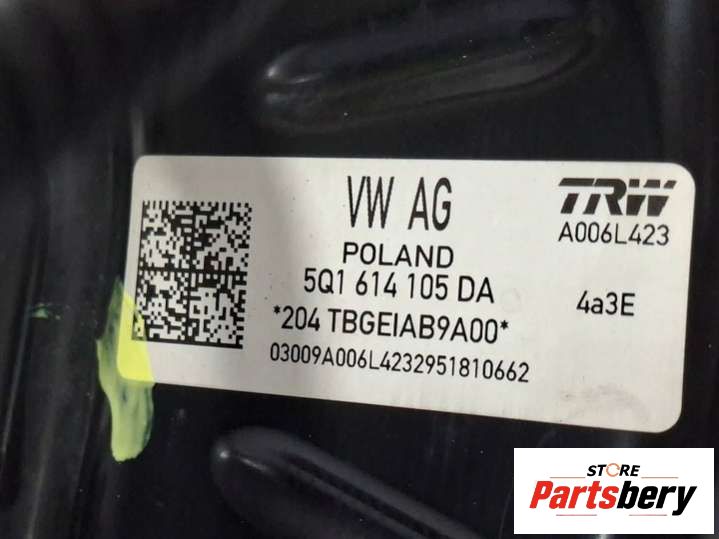 VW AG
TRW
A006L423
POLAND
5Q1 614 105 DA
4a3E
*204 TBGEIAB9A00*
03009A006L4232951810662
STORE
Partsbery